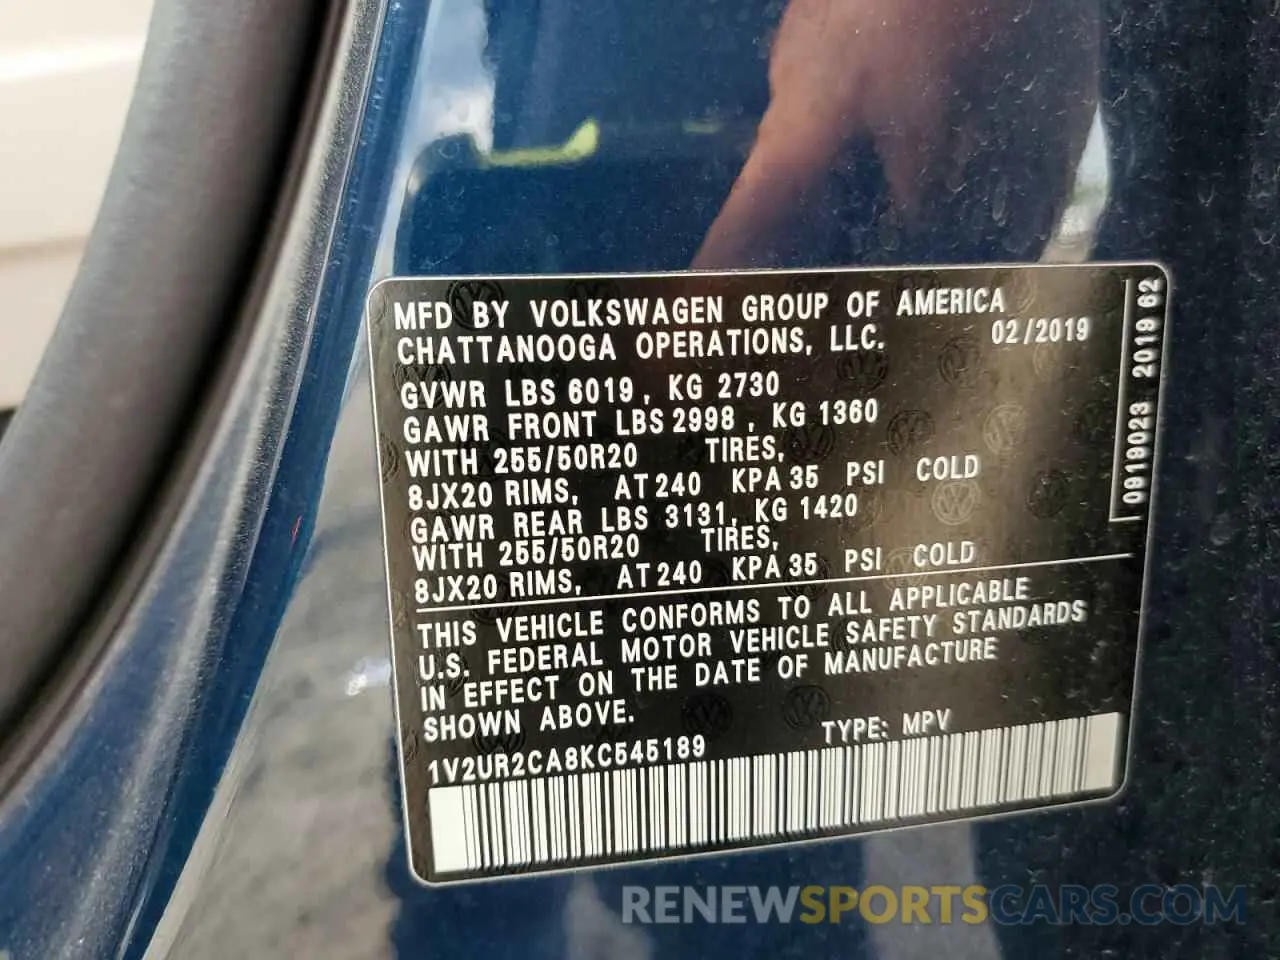 MFD BY VOLKSWAGEN GROUP OF AMERICA
CHATTANOOGA OPERATIONS, LLC. 02/2019
GVWR LBS 6019, KG 2730
GAWR FRONT LBS 2998, KG 1360
WITH 255/50R20 TIRES,
8JX20 RIMS, AT 240 KPA 35 PSI COLD
GAWR REAR LBS 3131, KG 1420
WITH 255/50R20 TIRES,
8JX20 RIMS, AT 240 KPA 35 PSI COLD
THIS VEHICLE CONFORMS TO ALL APPLICABLE
U.S. FEDERAL MOTOR VEHICLE SAFETY STANDARDS
IN EFFECT ON THE DATE OF MANUFACTURE
SHOWN ABOVE.
1V2UR2CA8KC545189 TYPE: MPV
0919023 2019 62
RENEWSPORTSCARS.COM